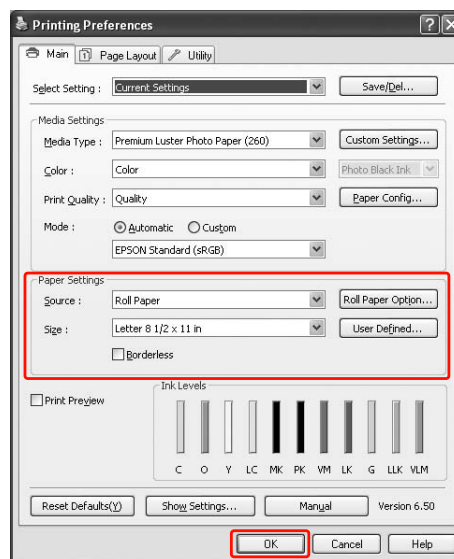 Printing Preferences
Main Page Layout Utility
Select Setting : Current Settings Save/Del...
Media Settings
Media Type : Premium Luster Photo Paper (260) Custom Settings...
Color : Color Photo Black Ink
Print Quality : Quality Paper Config...
Mode : Automatic Custom
EPSON Standard (sRGB)
Paper Settings
Source : Roll Paper Roll Paper Option...
Size : Letter 8 1/2 x 11 in User Defined...
Borderless
Print Preview
Ink Levels
C O Y LC MK PK VM LK G LLK VLM
Reset Defaults(Y) Show Settings... Manual Version 6.50
OK Cancel Help